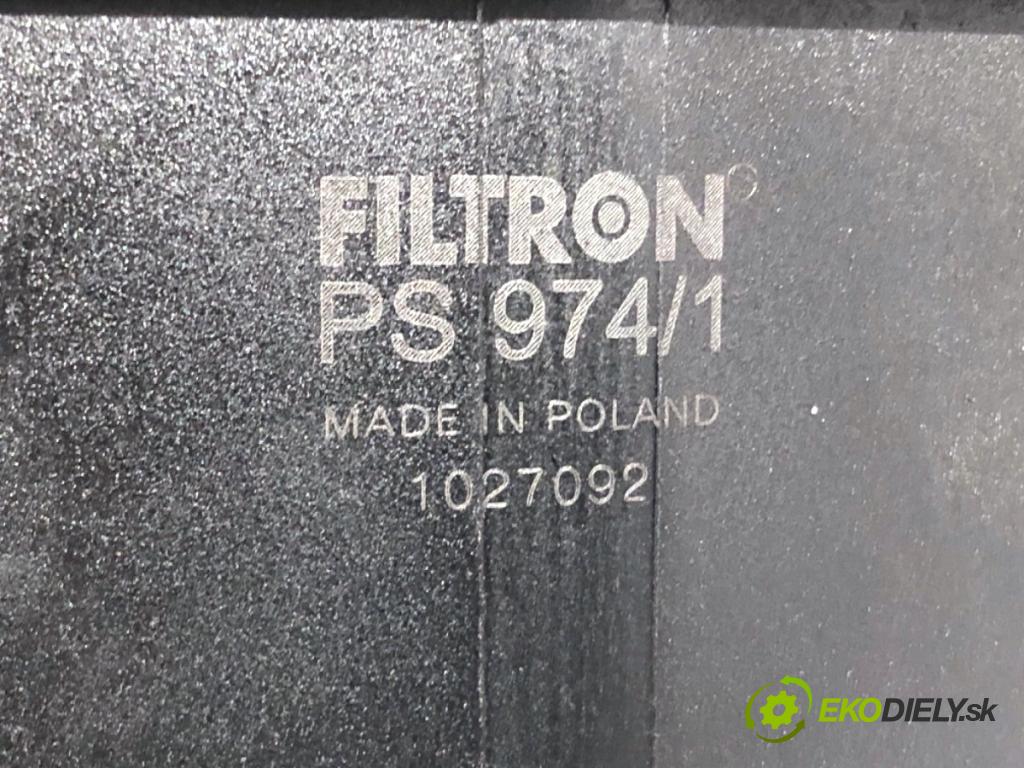 FILTRON®
PS 974/1
MADE IN POLAND
1027092
EKODIELY.sk